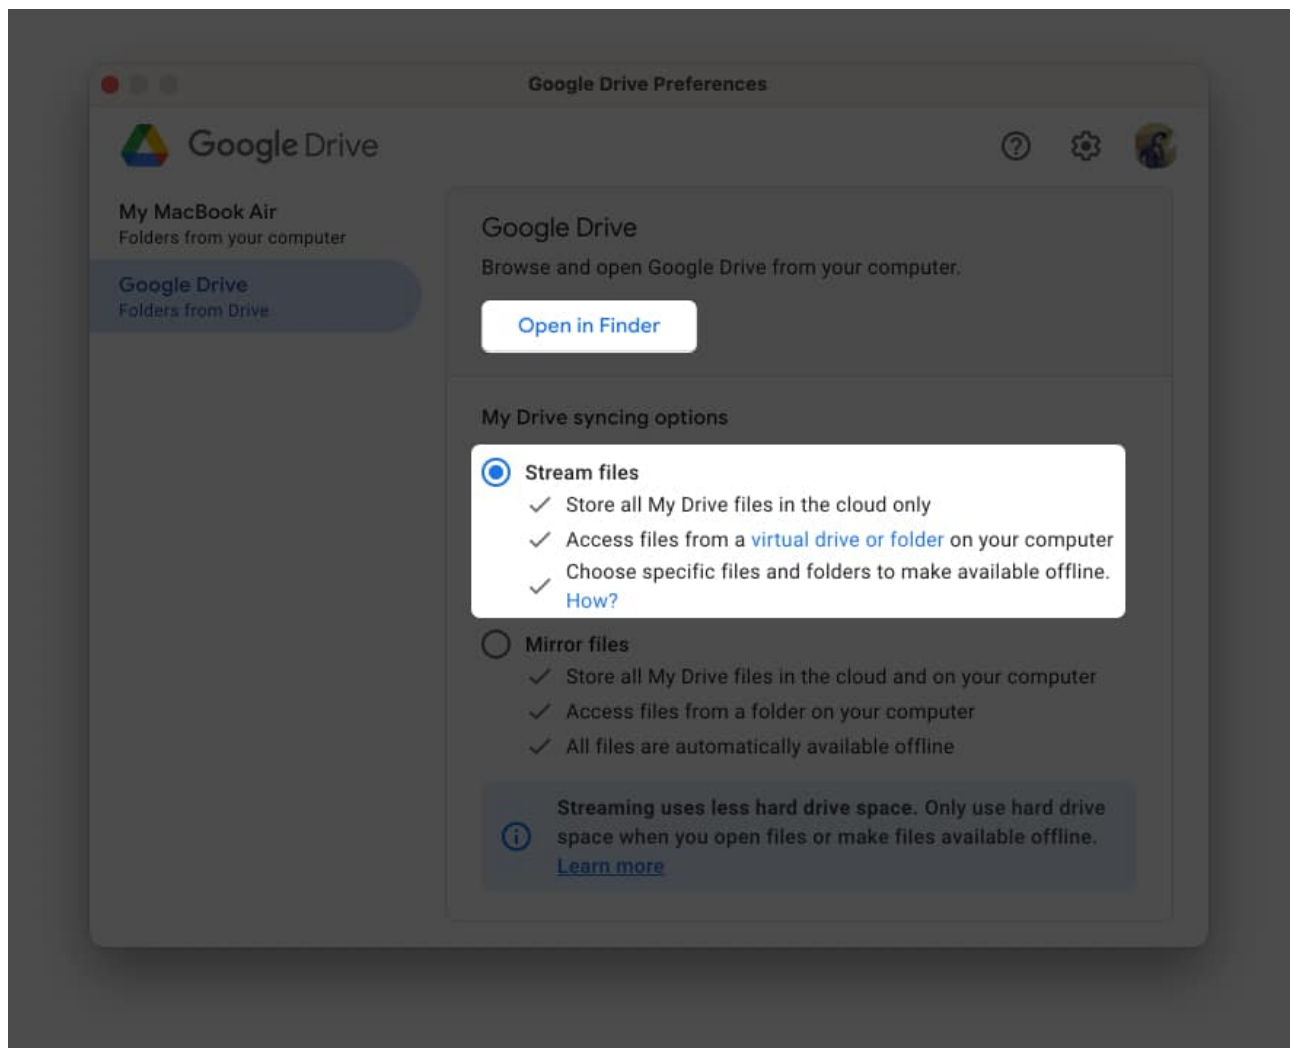 Google Drive Preferences
Google Drive
My MacBook Air
Folders from your computer
Google Drive
Folders from Drive
Google Drive
Browse and open Google Drive from your computer.
Open in Finder
My Drive syncing options
Stream files
Store all My Drive files in the cloud only
Access files from a virtual drive or folder on your computer
Choose specific files and folders to make available offline.
How?
Mirror files
Store all My Drive files in the cloud and on your computer
Access files from a folder on your computer
All files are automatically available offline
Streaming uses less hard drive space. Only use hard drive
space when you open files or make files available offline.
Learn more